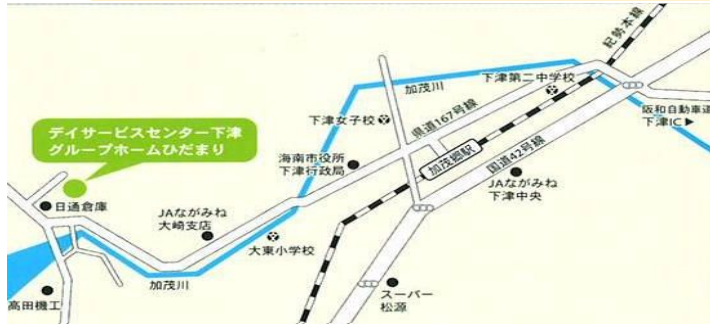 紀勢本線
加茂川
下津第二中学校
阪和自動車道
下津IC▶
下津女子校
県道167号線
デイサービスセンター下津
グループホームひだまり
海南市役所
下津行政局
加茂郷駅
国道42号線
JAながみね
下津中央
日通倉庫
JAながみね
大崎支店
大東小学校
加茂川
高田機工
スーパー
松源